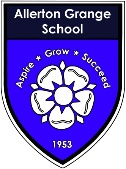 Allerton Grange
School
Aspire ★ Grow ★ Succeed
1953